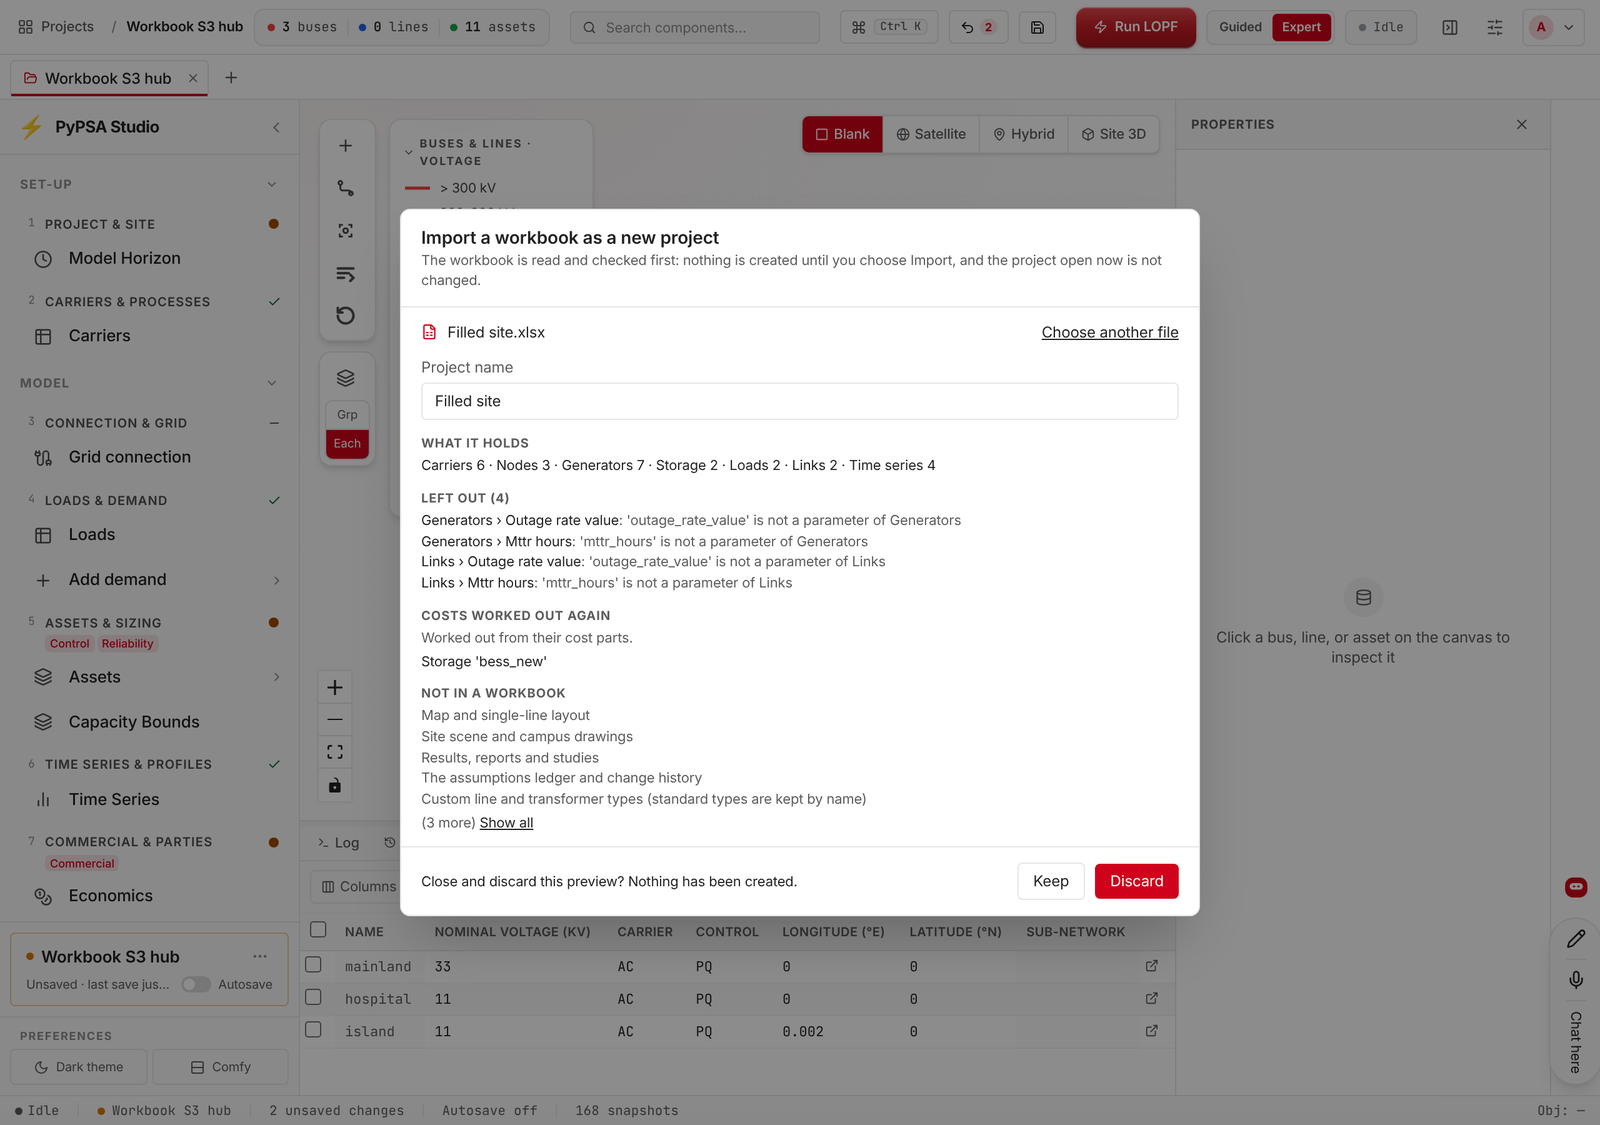 Projects / Workbook S3 hub
3 buses 0 lines 11 assets
Search components...
Ctrl K
2
Run LOPF
Guided Expert
Idle
A
Workbook S3 hub
PyPSA Studio
SET-UP
1 PROJECT & SITE
Model Horizon
2 CARRIERS & PROCESSES
Carriers
MODEL
3 CONNECTION & GRID
Grid connection
4 LOADS & DEMAND
Loads
Add demand
5 ASSETS & SIZING
Control Reliability
Assets
Capacity Bounds
6 TIME SERIES & PROFILES
Time Series
7 COMMERCIAL & PARTIES
Commercial
Economics
Workbook S3 hub
Unsaved · last save jus... Autosave
PREFERENCES
Dark theme Comfy
Grp
Each
BUSES & LINES ·
VOLTAGE
> 300 kV
Blank Satellite Hybrid Site 3D
PROPERTIES
Click a bus, line, or asset on the canvas to
inspect it
Import a workbook as a new project
The workbook is read and checked first: nothing is created until you choose Import, and the project open now is not
changed.
Filled site.xlsx Choose another file
Project name
Filled site
WHAT IT HOLDS
Carriers 6 · Nodes 3 · Generators 7 · Storage 2 · Loads 2 · Links 2 · Time series 4
LEFT OUT (4)
Generators › Outage rate value: 'outage_rate_value' is not a parameter of Generators
Generators › Mttr hours: 'mttr_hours' is not a parameter of Generators
Links › Outage rate value: 'outage_rate_value' is not a parameter of Links
Links › Mttr hours: 'mttr_hours' is not a parameter of Links
COSTS WORKED OUT AGAIN
Worked out from their cost parts.
Storage 'bess_new'
NOT IN A WORKBOOK
Map and single-line layout
Site scene and campus drawings
Results, reports and studies
The assumptions ledger and change history
Custom line and transformer types (standard types are kept by name)
(3 more) Show all
Close and discard this preview? Nothing has been created.
Keep Discard
Log
Columns
NAME NOMINAL VOLTAGE (KV) CARRIER CONTROL LONGITUDE (°E) LATITUDE (°N) SUB-NETWORK
mainland 33 AC PQ 0 0
hospital 11 AC PQ 0 0
island 11 AC PQ 0.002 0
Chat here
Idle Workbook S3 hub 2 unsaved changes Autosave off 168 snapshots Obj: —